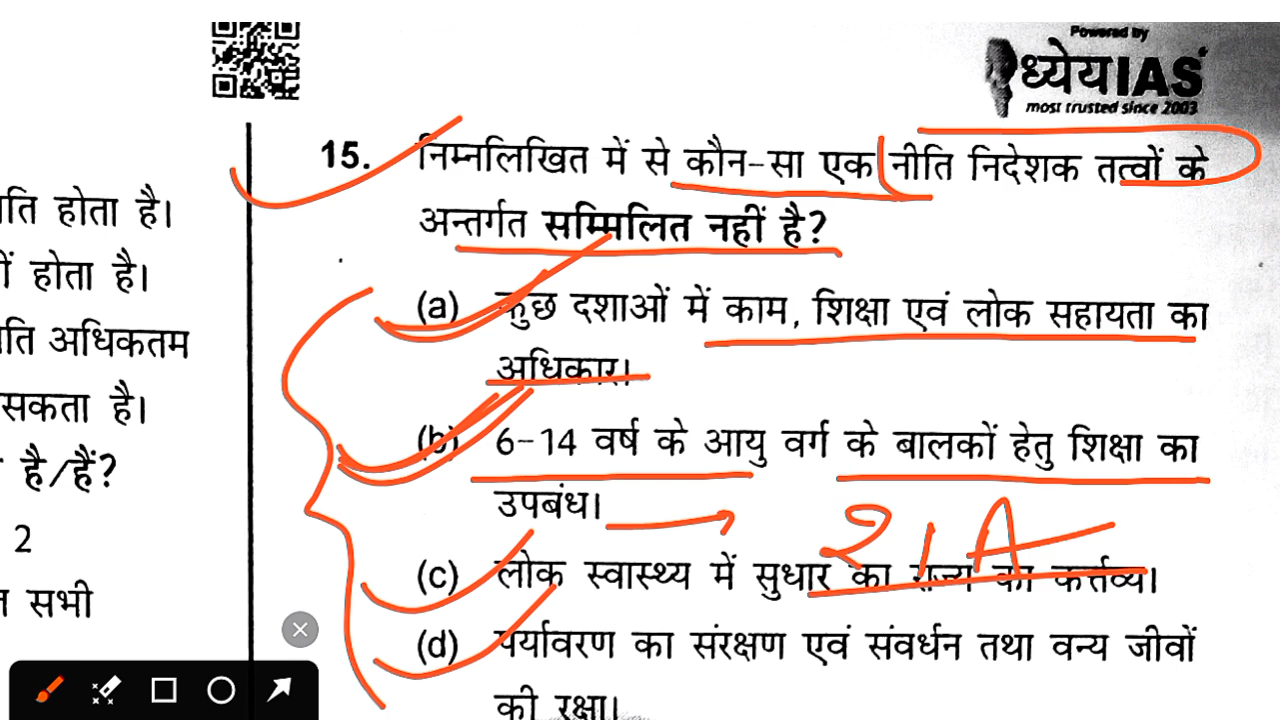 Powered by
ध्येयIAS
most trusted since 2003
15. निम्नलिखित में से कौन-सा एक नीति निदेशक तत्वों के
अन्तर्गत सम्मिलित नहीं है?
(a) कुछ दशाओं में काम, शिक्षा एवं लोक सहायता का
अधिकार।
(b) 6-14 वर्ष के आयु वर्ग के बालकों हेतु शिक्षा का
उपबंध।
21A
(c) लोक स्वास्थ्य में सुधार का राज्य का कर्त्तव्य।
(d) पर्यावरण का संरक्षण एवं संवर्धन तथा वन्य जीवों
की रक्षा।
होता है।
होता है।
अधिकतम
सकता है।
है/हैं?
2
सभी